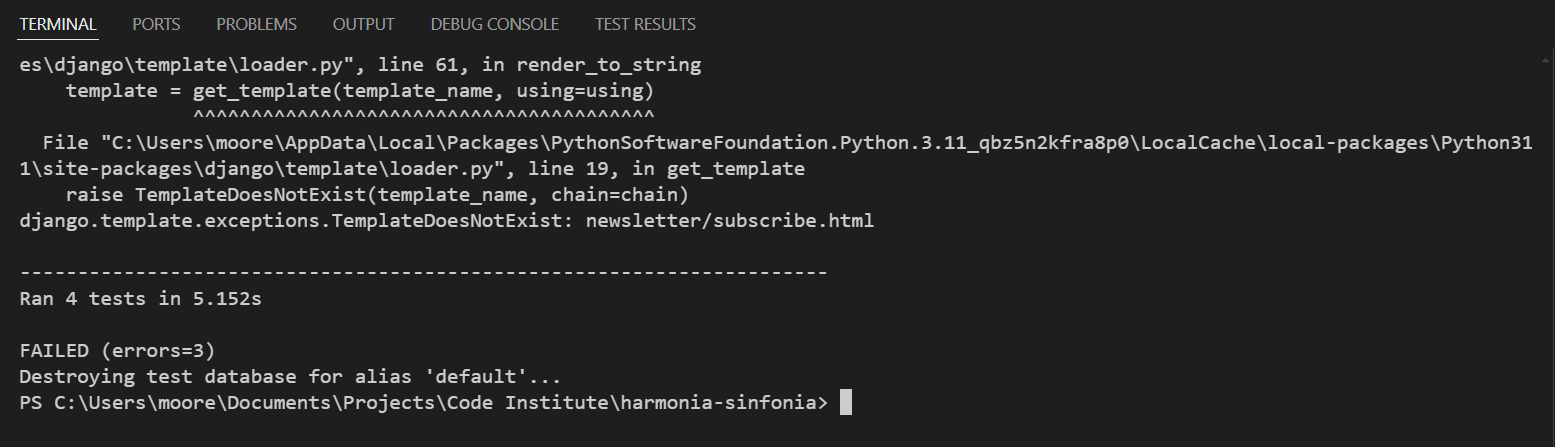 TERMINAL PORTS PROBLEMS OUTPUT DEBUG CONSOLE TEST RESULTS
es\django\template\loader.py", line 61, in render_to_string
    template = get_template(template_name, using=using)
               ^^^^^^^^^^^^^^^^^^^^^^^^^^^^^^^^^^^^^^^^
  File "C:\Users\moore\AppData\Local\Packages\PythonSoftwareFoundation.Python.3.11_qbz5n2kfra8p0\LocalCache\local-packages\Python31
1\site-packages\django\template\loader.py", line 19, in get_template
    raise TemplateDoesNotExist(template_name, chain=chain)
django.template.exceptions.TemplateDoesNotExist: newsletter/subscribe.html
----------------------------------------------------------------------
Ran 4 tests in 5.152s
FAILED (errors=3)
Destroying test database for alias 'default'...
PS C:\Users\moore\Documents\Projects\Code Institute\harmonia-sinfonia>